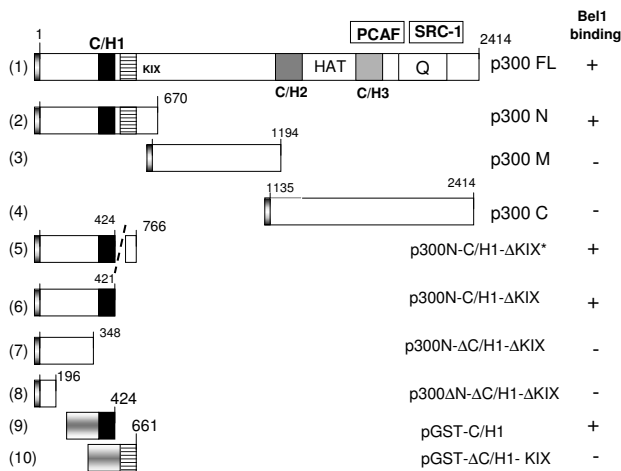 Bel1
binding
1
C/H1
PCAF
SRC-1
2414
(1)
KIX
HAT
Q
p300 FL
+
C/H2
C/H3
670
(2)
p300 N
+
1194
(3)
p300 M
-
1135
2414
(4)
p300 C
-
424
766
(5)
p300N-C/H1-ΔKIX*
+
421
(6)
p300N-C/H1-ΔKIX
+
348
(7)
p300N-ΔC/H1-ΔKIX
-
196
(8)
p300ΔN-ΔC/H1-ΔKIX
-
424
(9)
pGST-C/H1
+
661
(10)
pGST-ΔC/H1- KIX
-